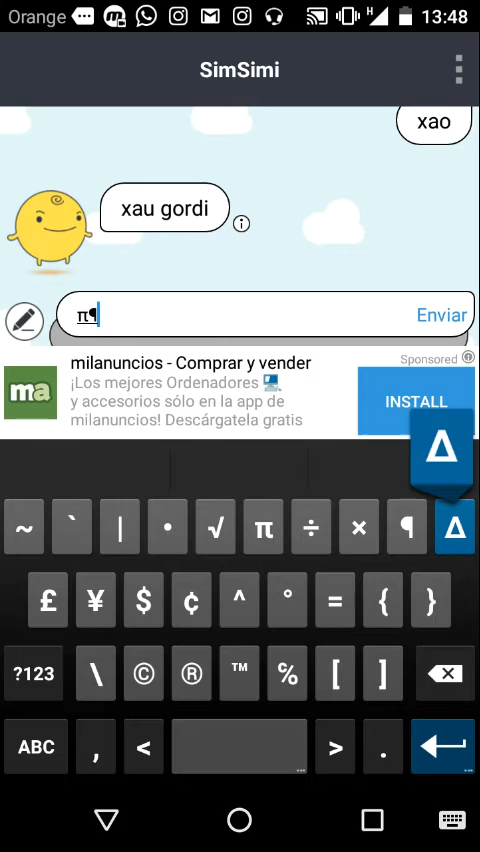 Orange H 13:48
SimSimi
xao
xau gordi
π¶ Enviar
milanuncios - Comprar y vender Sponsored
ma
¡Los mejores Ordenadores 💻
y accesorios sólo en la app de
milanuncios! Descárgatela gratis
INSTALL
Δ
~ ` | • √ π ÷ × ¶ Δ
£ ¥ $ ¢ ^ ° = { }
?123 \ © ® ™ ℅ [ ]
ABC , < > .